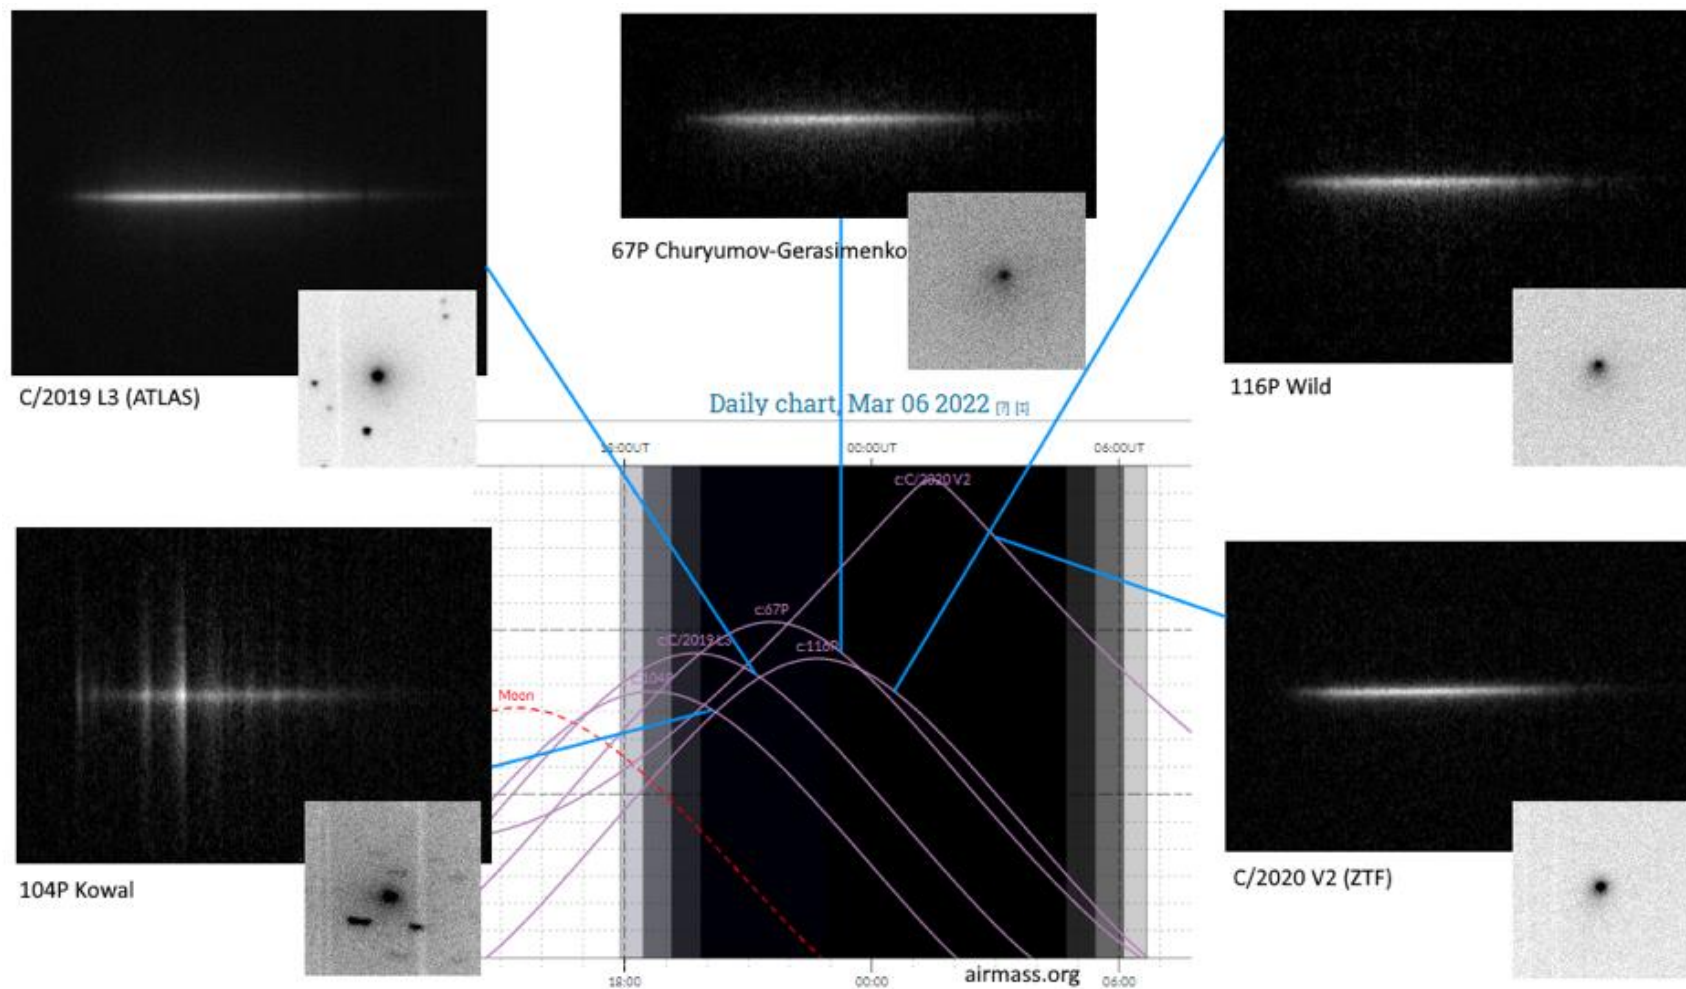 67P Churyumov-Gerasimenko
C/2019 L3 (ATLAS)
116P Wild
Daily chart, Mar 06 2022 [?] [±]
18:00UT 00:00UT 06:00UT
c:C/2020 V2
c:67P
c:C/2019 L3
c:116P
c:104P
Moon
104P Kowal
C/2020 V2 (ZTF)
airmass.org
18:00 00:00 06:00